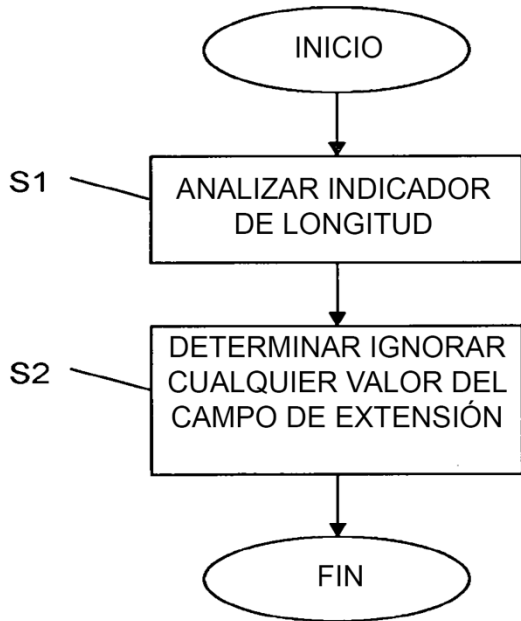 INICIO
S1
ANALIZAR INDICADOR
DE LONGITUD
S2
DETERMINAR IGNORAR
CUALQUIER VALOR DEL
CAMPO DE EXTENSIÓN
FIN